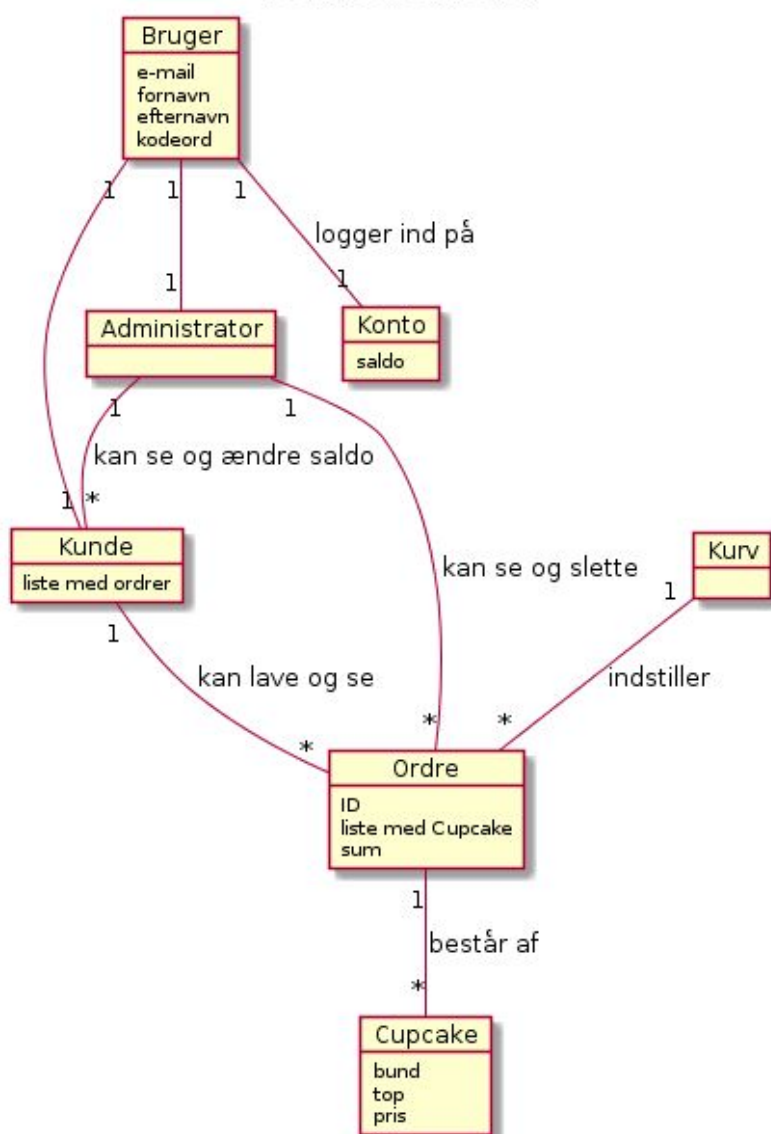 Bruger
e-mail
fornavn
efternavn
kodeord
1
1
1
logger ind på
1
1
Administrator
Konto
saldo
1
1
kan se og ændre saldo
1
*
Kunde
liste med ordrer
kan se og slette
Kurv
1
1
kan lave og se
indstiller
*
*
*
Ordre
ID
liste med Cupcake
sum
1
består af
*
Cupcake
bund
top
pris